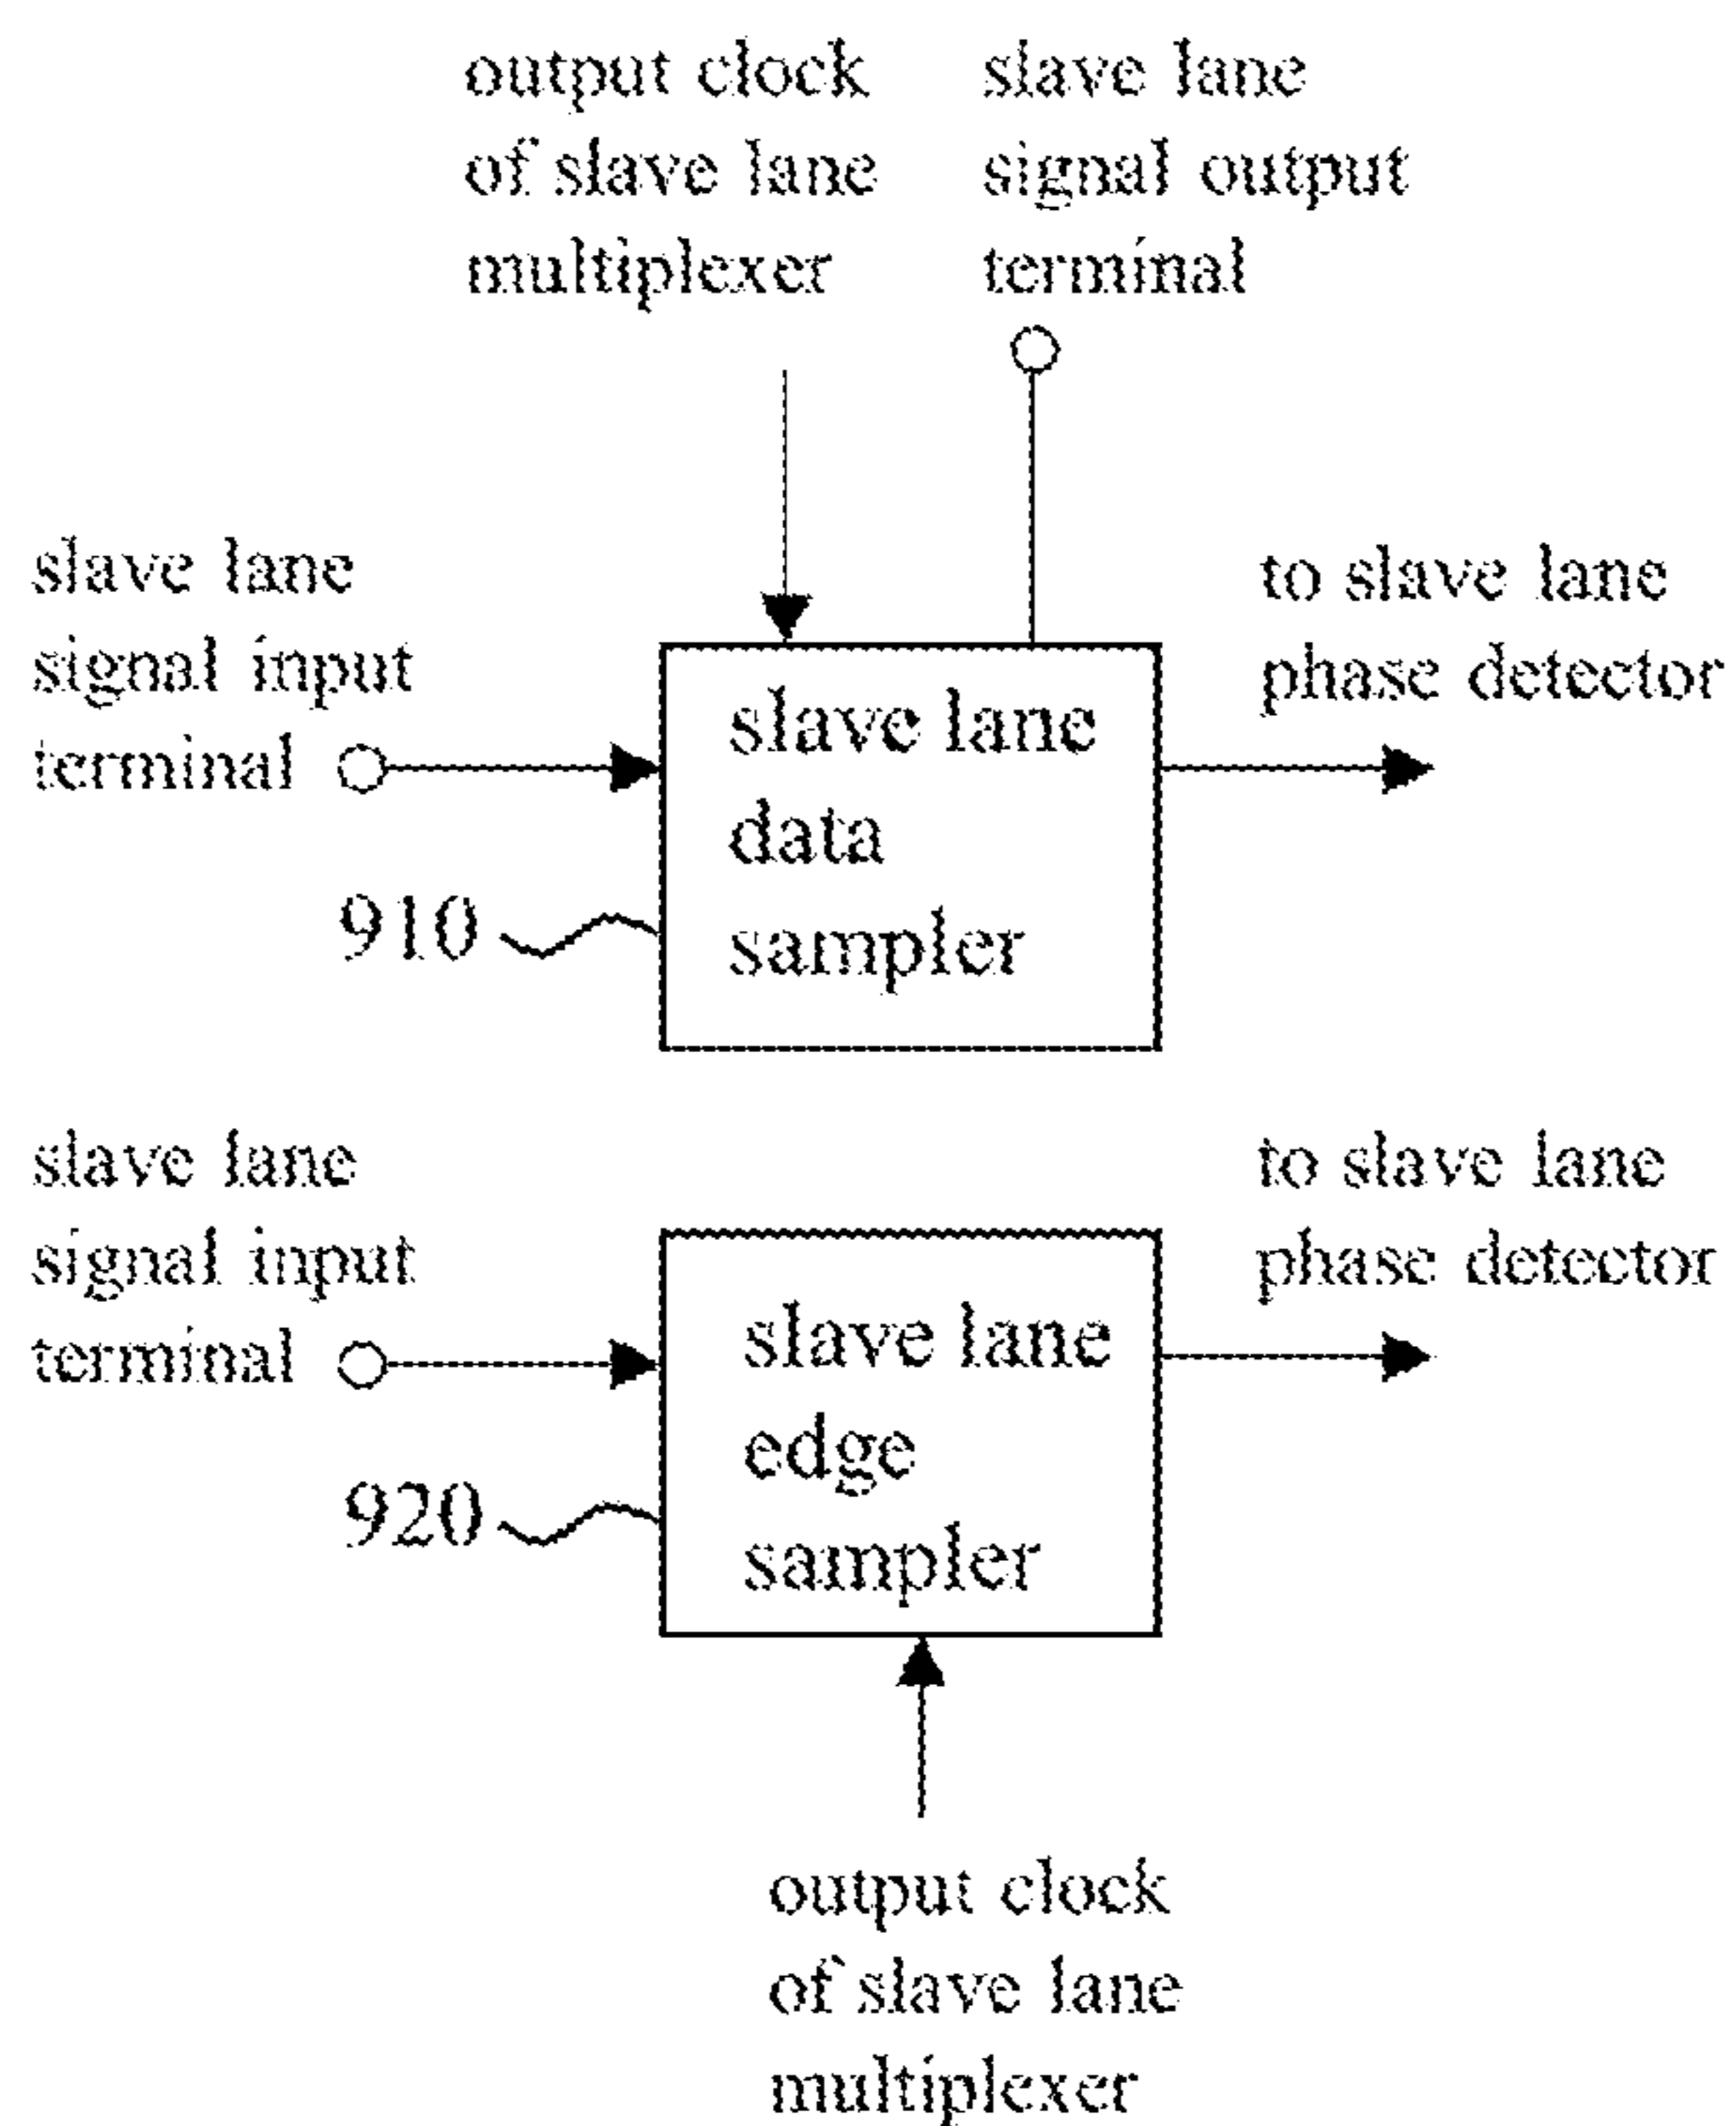 output clock
of slave lane
multiplexer
slave lane
signal output
terminal
slave lane
signal input
terminal
to slave lane
phase detector
slave lane
data
sampler
910
slave lane
signal input
terminal
to slave lane
phase detector
slave lane
edge
sampler
920
output clock
of slave lane
multiplexer